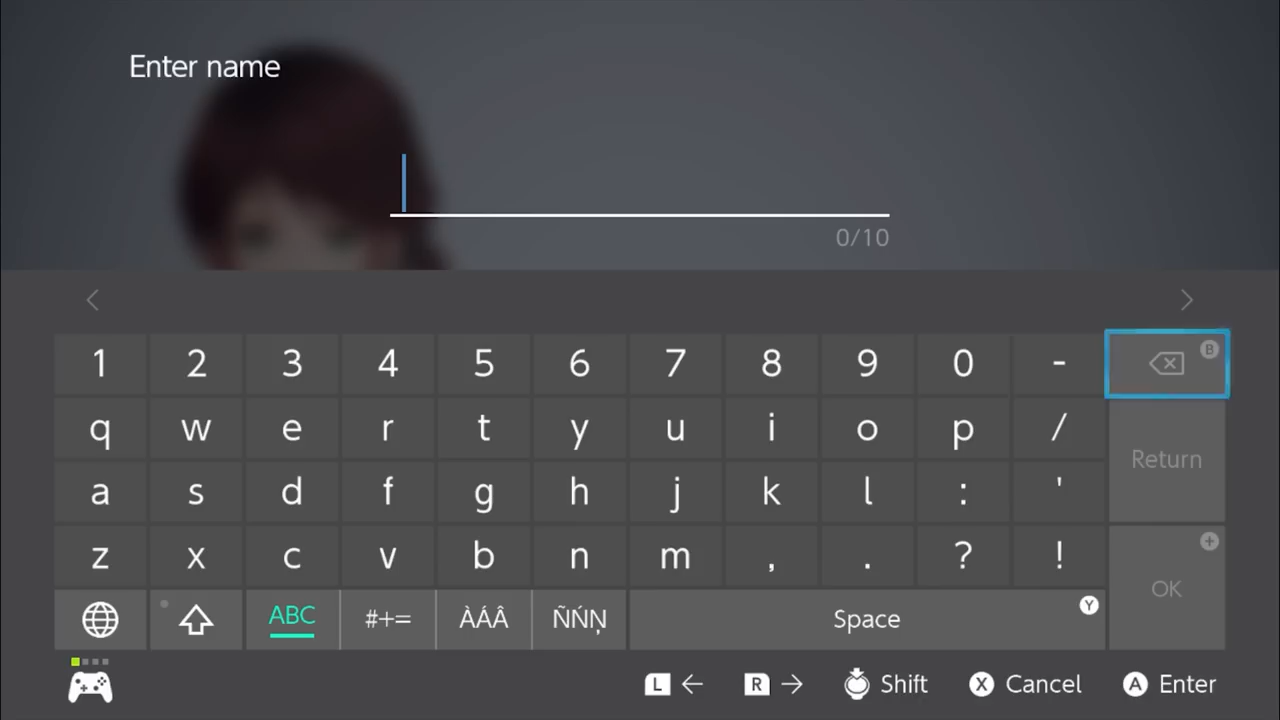 Enter name
0/10
1 2 3 4 5 6 7 8 9 0 - B
q w e r t y u i o p /
Return
a s d f g h j k l : '
z x c v b n m , . ? ! +
OK
ABC #+= ÀÁÂ ÑŃŅ Space Y
L ← R → Shift X Cancel A Enter